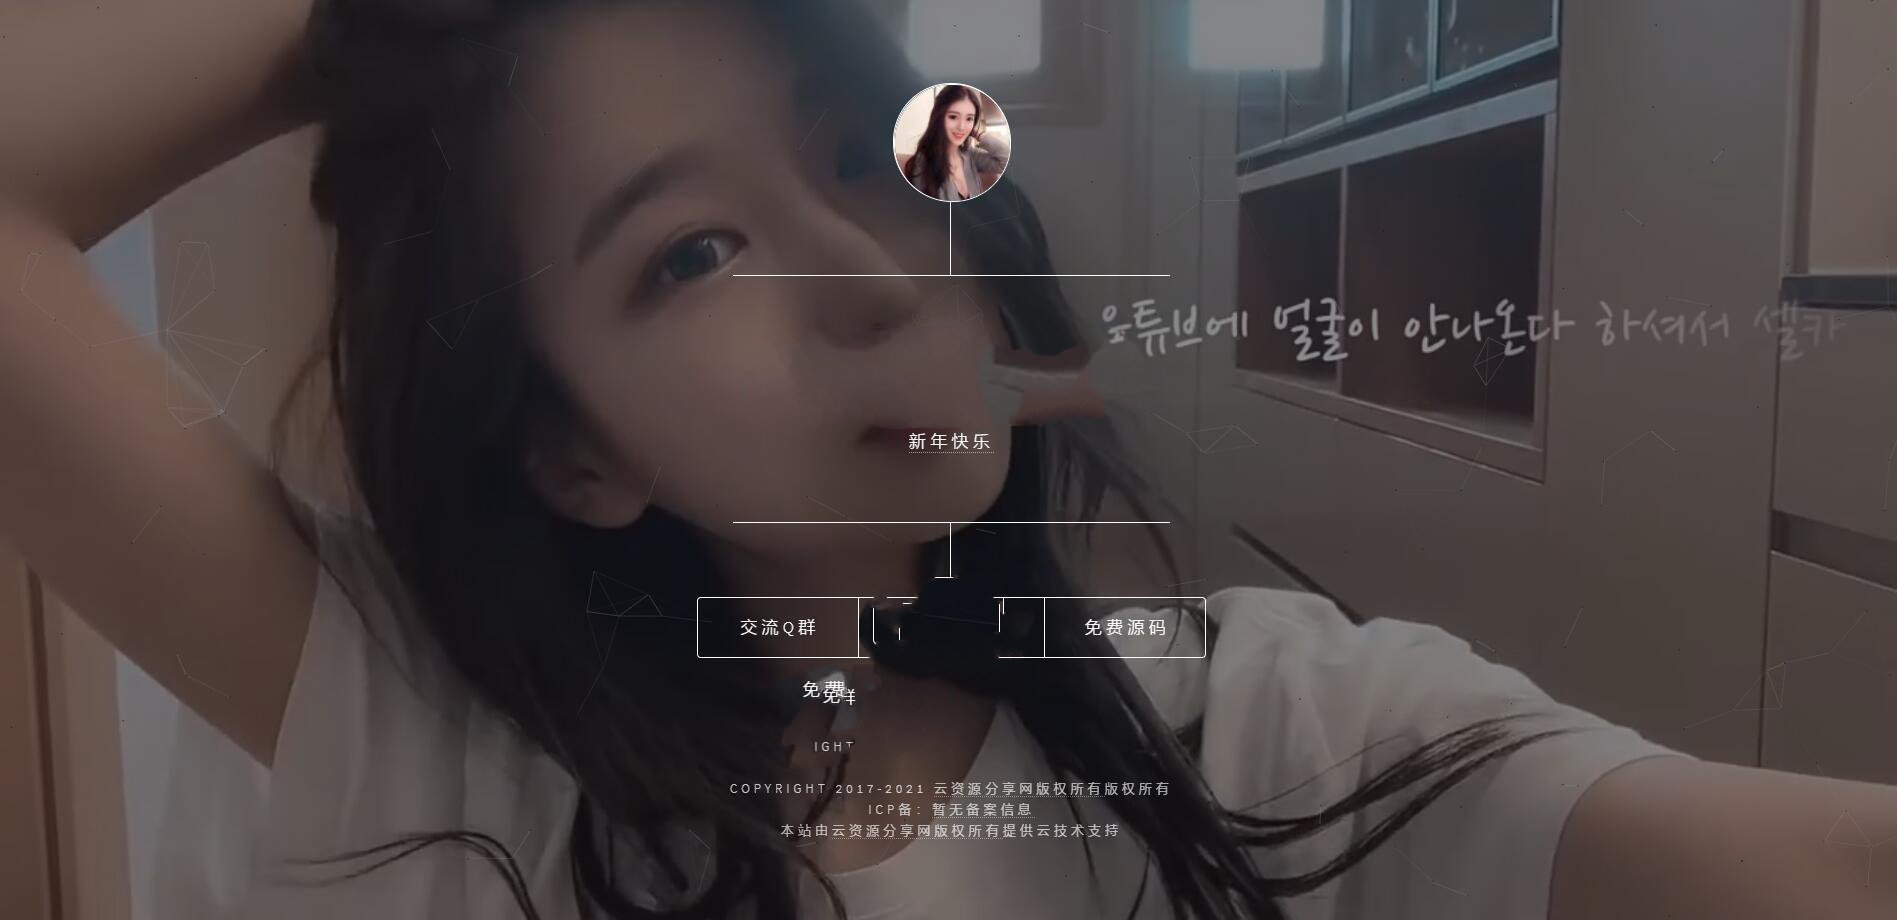 유튜브에 얼굴이 안나온다 하셔서 셀카
新年快乐
交流Q群
免费源码
免费
IGHT
COPYRIGHT 2017-2021 云资源分享网版权所有版权所有
ICP备：暂无备案信息
本站由云资源分享网版权所有提供云技术支持